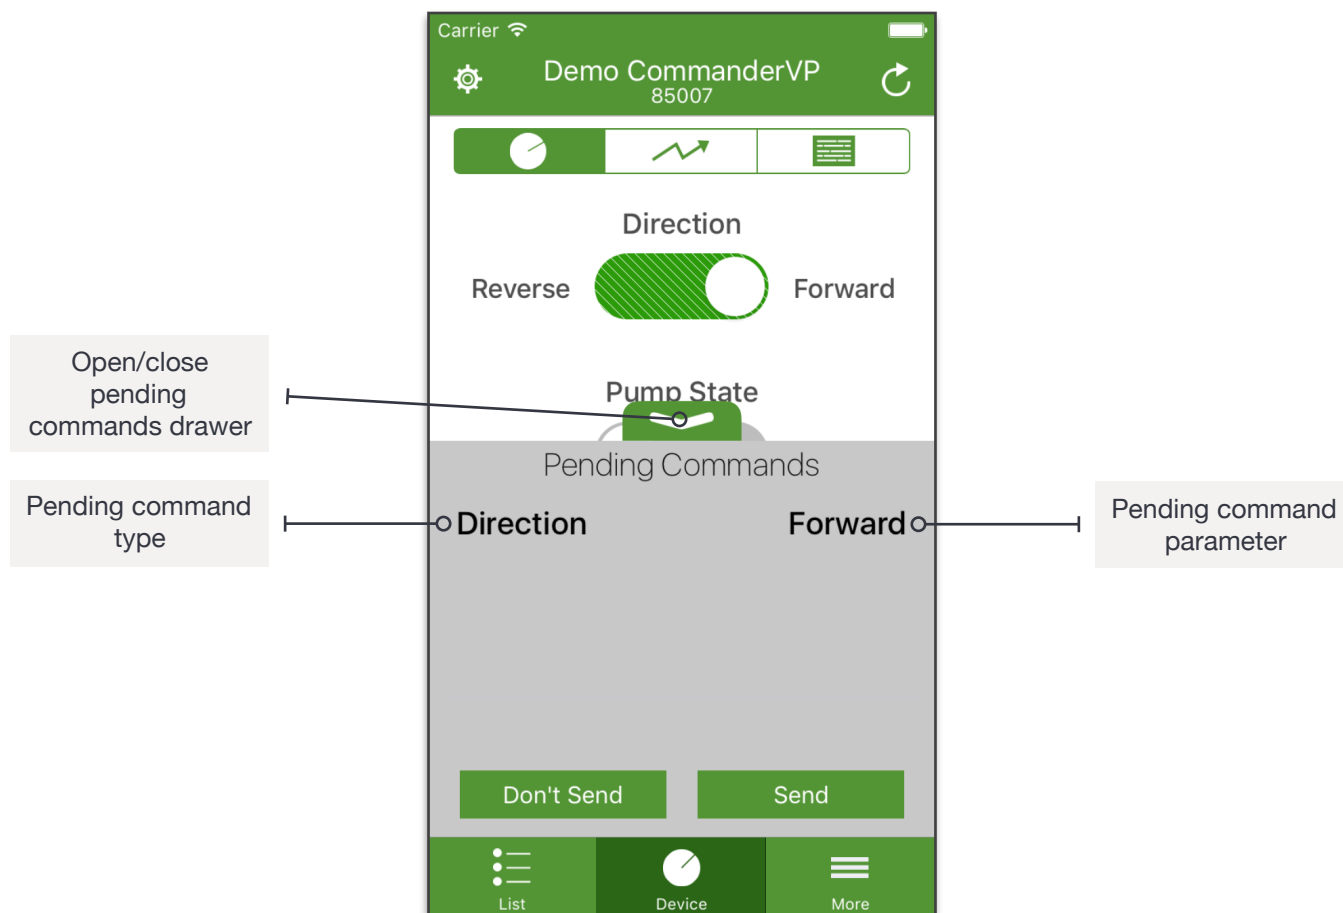 Carrier
Demo CommanderVP
85007
Direction
Reverse
Forward
Open/close
pending
commands drawer
Pump State
Pending Commands
Pending command
type
Direction
Forward
Pending command
parameter
Don't Send
Send
List
Device
More